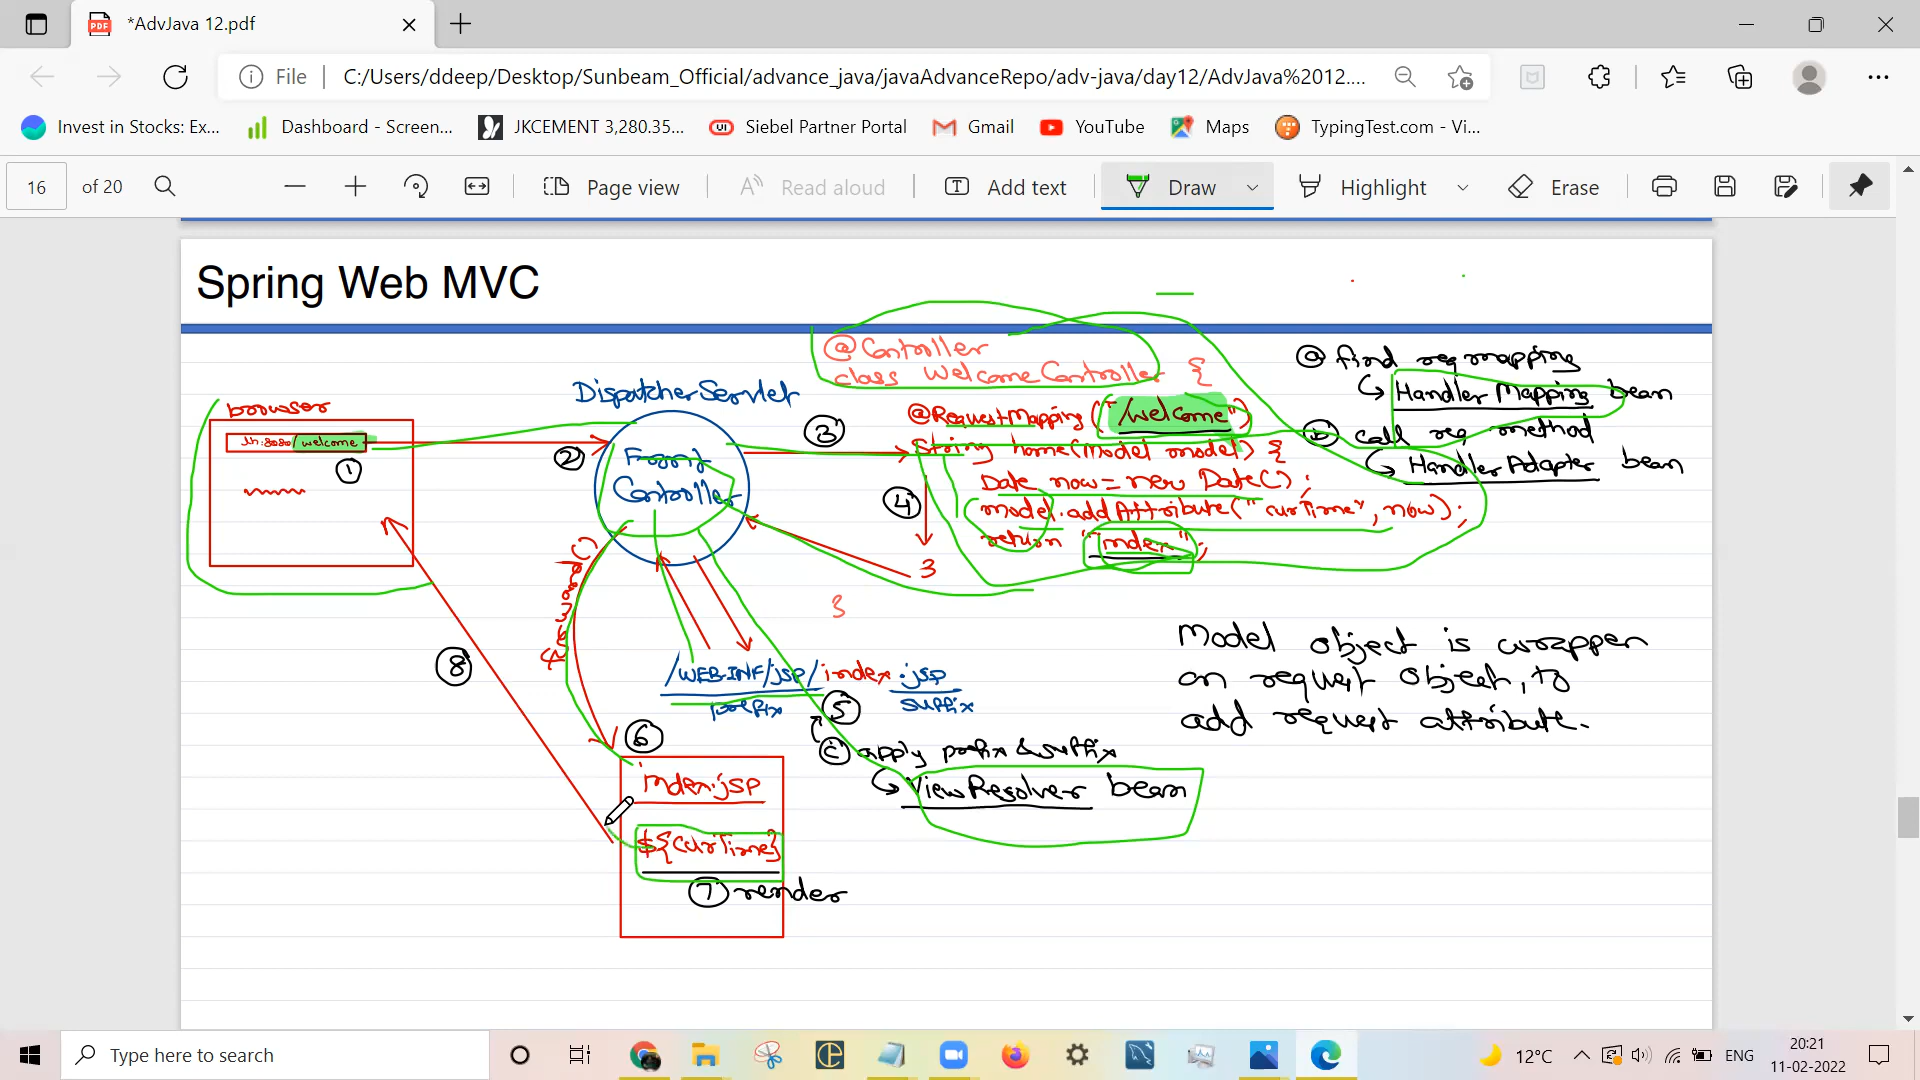 *AdvJava 12.pdf
File
C:/Users/ddeep/Desktop/Sunbeam_Official/advance_java/javaAdvanceRepo/adv-java/day12/AdvJava%2012....
Invest in Stocks: Ex...
Dashboard - Screen...
JKCEMENT 3,280.35...
Siebel Partner Portal
Gmail
YouTube
Maps
TypingTest.com - Vi...
16 of 20
Page view
Read aloud
Add text
Draw
Highlight
Erase
Spring Web MVC
@Controller
class WelcomeController {
@RequestMapping("/welcome")
String home(Model model) {
Date now = new Date();
model.addAttribute("curTime", now);
return "index";
}
}
browser
lh:8080/welcome
①
②
DispatcherServlet
Front
Controller
③
④
ⓐ find req mapping
↳ Handler Mapping bean
ⓑ call req method
↳ HandlerAdapter bean
forward()
/WEB-INF/jsp/index.jsp
prefix suffix
⑤
ⓒ apply prefix & suffix
↳ ViewResolver bean
⑥
index.jsp
${curTime}
⑦ render
⑧
Model object is wrapper
on request object, to
add request attribute.
Type here to search
12°C
ENG
20:21
11-02-2022